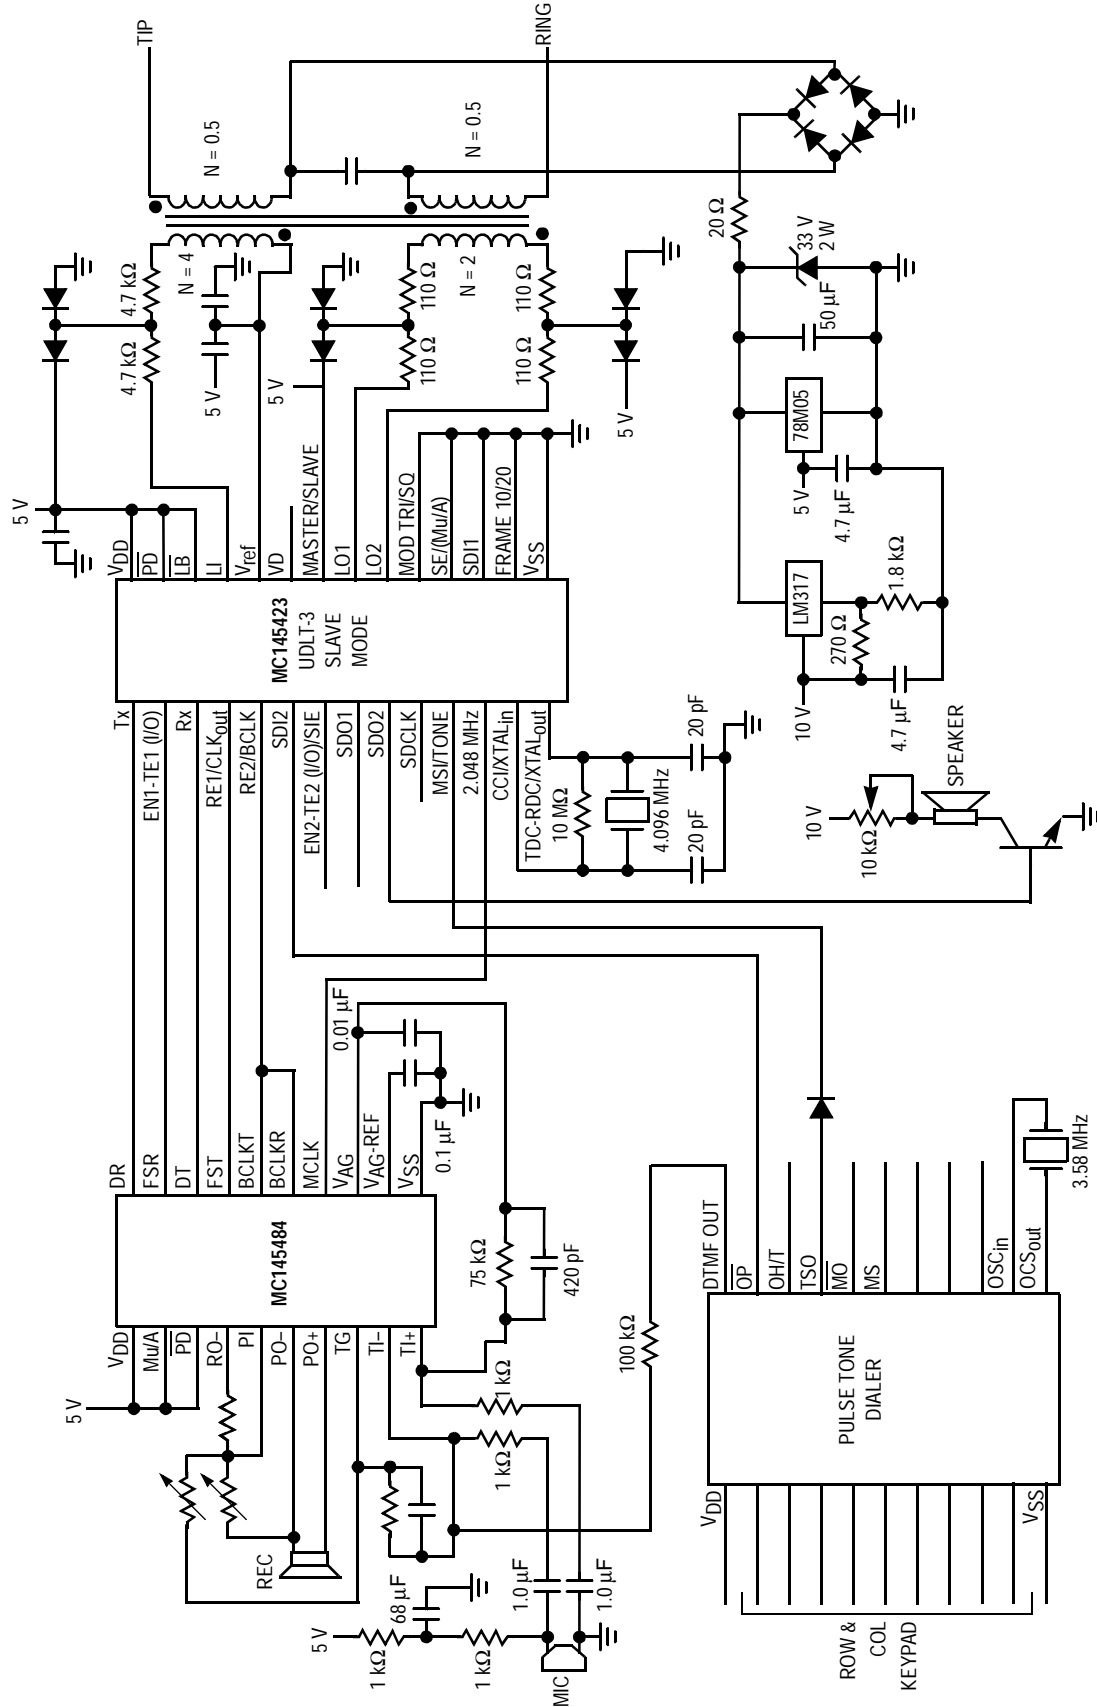 TIP
RING
N = 0.5
N = 0.5
N = 4
N = 2
4.7 kΩ
4.7 kΩ
5 V
5 V
5 V
5 V
110 Ω
110 Ω
110 Ω
110 Ω
20 Ω
33 V
2 W
50 µF
78M05
5 V
4.7 µF
LM317
270 Ω
1.8 kΩ
10 V
4.7 µF
VDD
PD
LB
LI
Vref
VD
MASTER/SLAVE
LO1
LO2
MOD TRI/SQ
SE/(Mu/A)
SDI1
FRAME 10/20
VSS
MC145423
UDLT-3
SLAVE
MODE
Tx
EN1-TE1 (I/O)
Rx
RE1/CLKout
RE2/BCLK
SDI2
EN2-TE2 (I/O)/SIE
SDO1
SDO2
SDCLK
MSI/TONE
2.048 MHz
CCI/XTALin
TDC-RDC/XTALout
10 MΩ
4.096 MHz
20 pF
20 pF
10 V
10 kΩ
SPEAKER
DR
FSR
DT
FST
BCLKT
BCLKR
MCLK
VAG
VAG-REF
VSS
0.01 µF
0.1 µF
MC145484
VDD
Mu/A
PD
RO–
PI
PO–
PO+
TG
TI–
TI+
5 V
REC
75 kΩ
420 pF
1 kΩ
1 kΩ
100 kΩ
5 V
1 kΩ
68 µF
1 kΩ
1.0 µF
1.0 µF
MIC
DTMF OUT
OP
OH/T
TSO
MO
MS
OSCin
OCSout
3.58 MHz
PULSE TONE
DIALER
VDD
VSS
ROW &
COL
KEYPAD